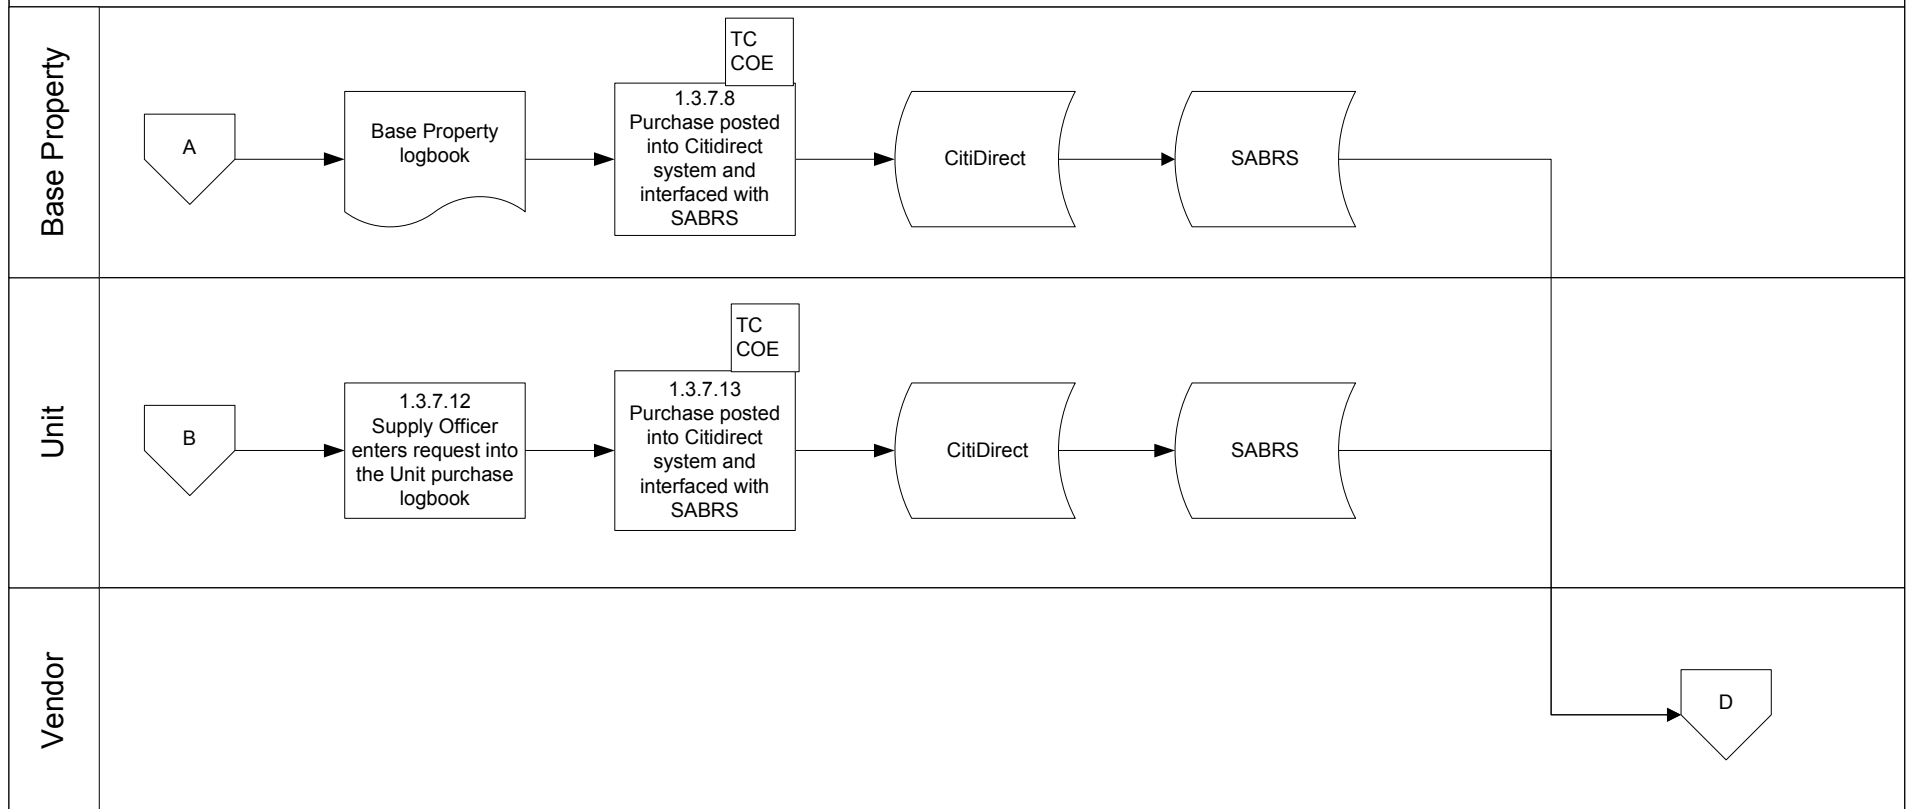 Base Property
A
Base Property
logbook
TC
COE
1.3.7.8
Purchase posted
into Citidirect
system and
interfaced with
SABRS
CitiDirect
SABRS
Unit
B
1.3.7.12
Supply Officer
enters request into
the Unit purchase
logbook
TC
COE
1.3.7.13
Purchase posted
into Citidirect
system and
interfaced with
SABRS
CitiDirect
SABRS
Vendor
D